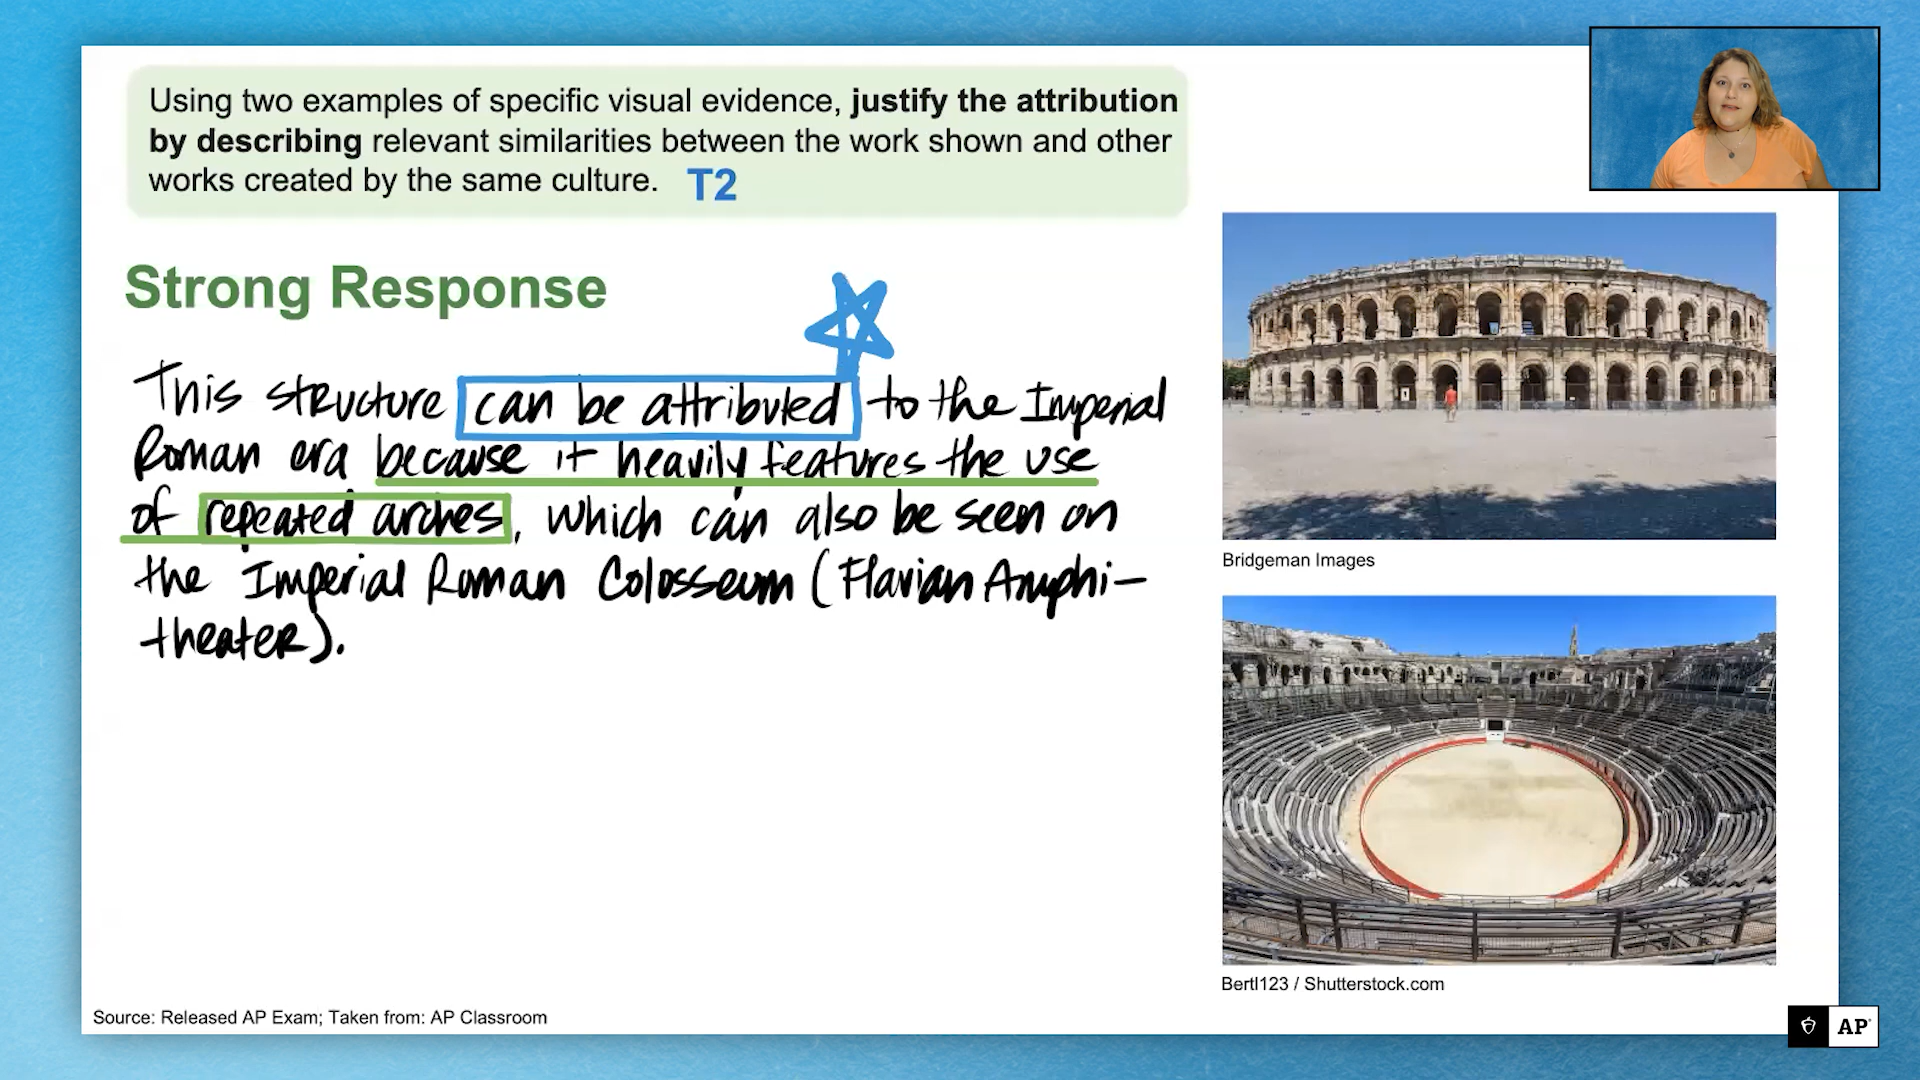 Using two examples of specific visual evidence, justify the attribution
by describing relevant similarities between the work shown and other
works created by the same culture. T2
Strong Response
This structure can be attributed to the Imperial
Roman era because it heavily features the use
of repeated arches, which can also be seen on
the Imperial Roman Colosseum (Flavian Amphi-
theater).
Bridgeman Images
Bertl123 / Shutterstock.com
Source: Released AP Exam; Taken from: AP Classroom
AP